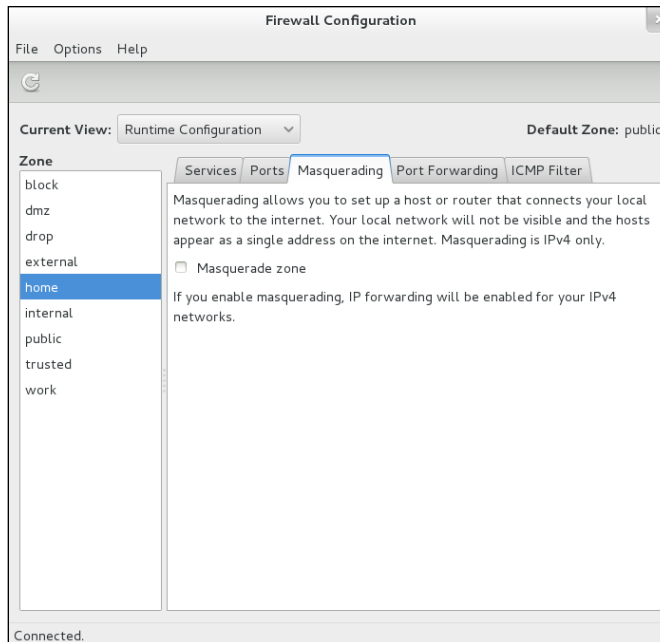 Firewall Configuration
File Options Help
Current View: Runtime Configuration
Default Zone: public
Zone
block
dmz
drop
external
home
internal
public
trusted
work
Services Ports Masquerading Port Forwarding ICMP Filter
Masquerading allows you to set up a host or router that connects your local
network to the internet. Your local network will not be visible and the hosts
appear as a single address on the internet. Masquerading is IPv4 only.
Masquerade zone
If you enable masquerading, IP forwarding will be enabled for your IPv4
networks.
Connected.